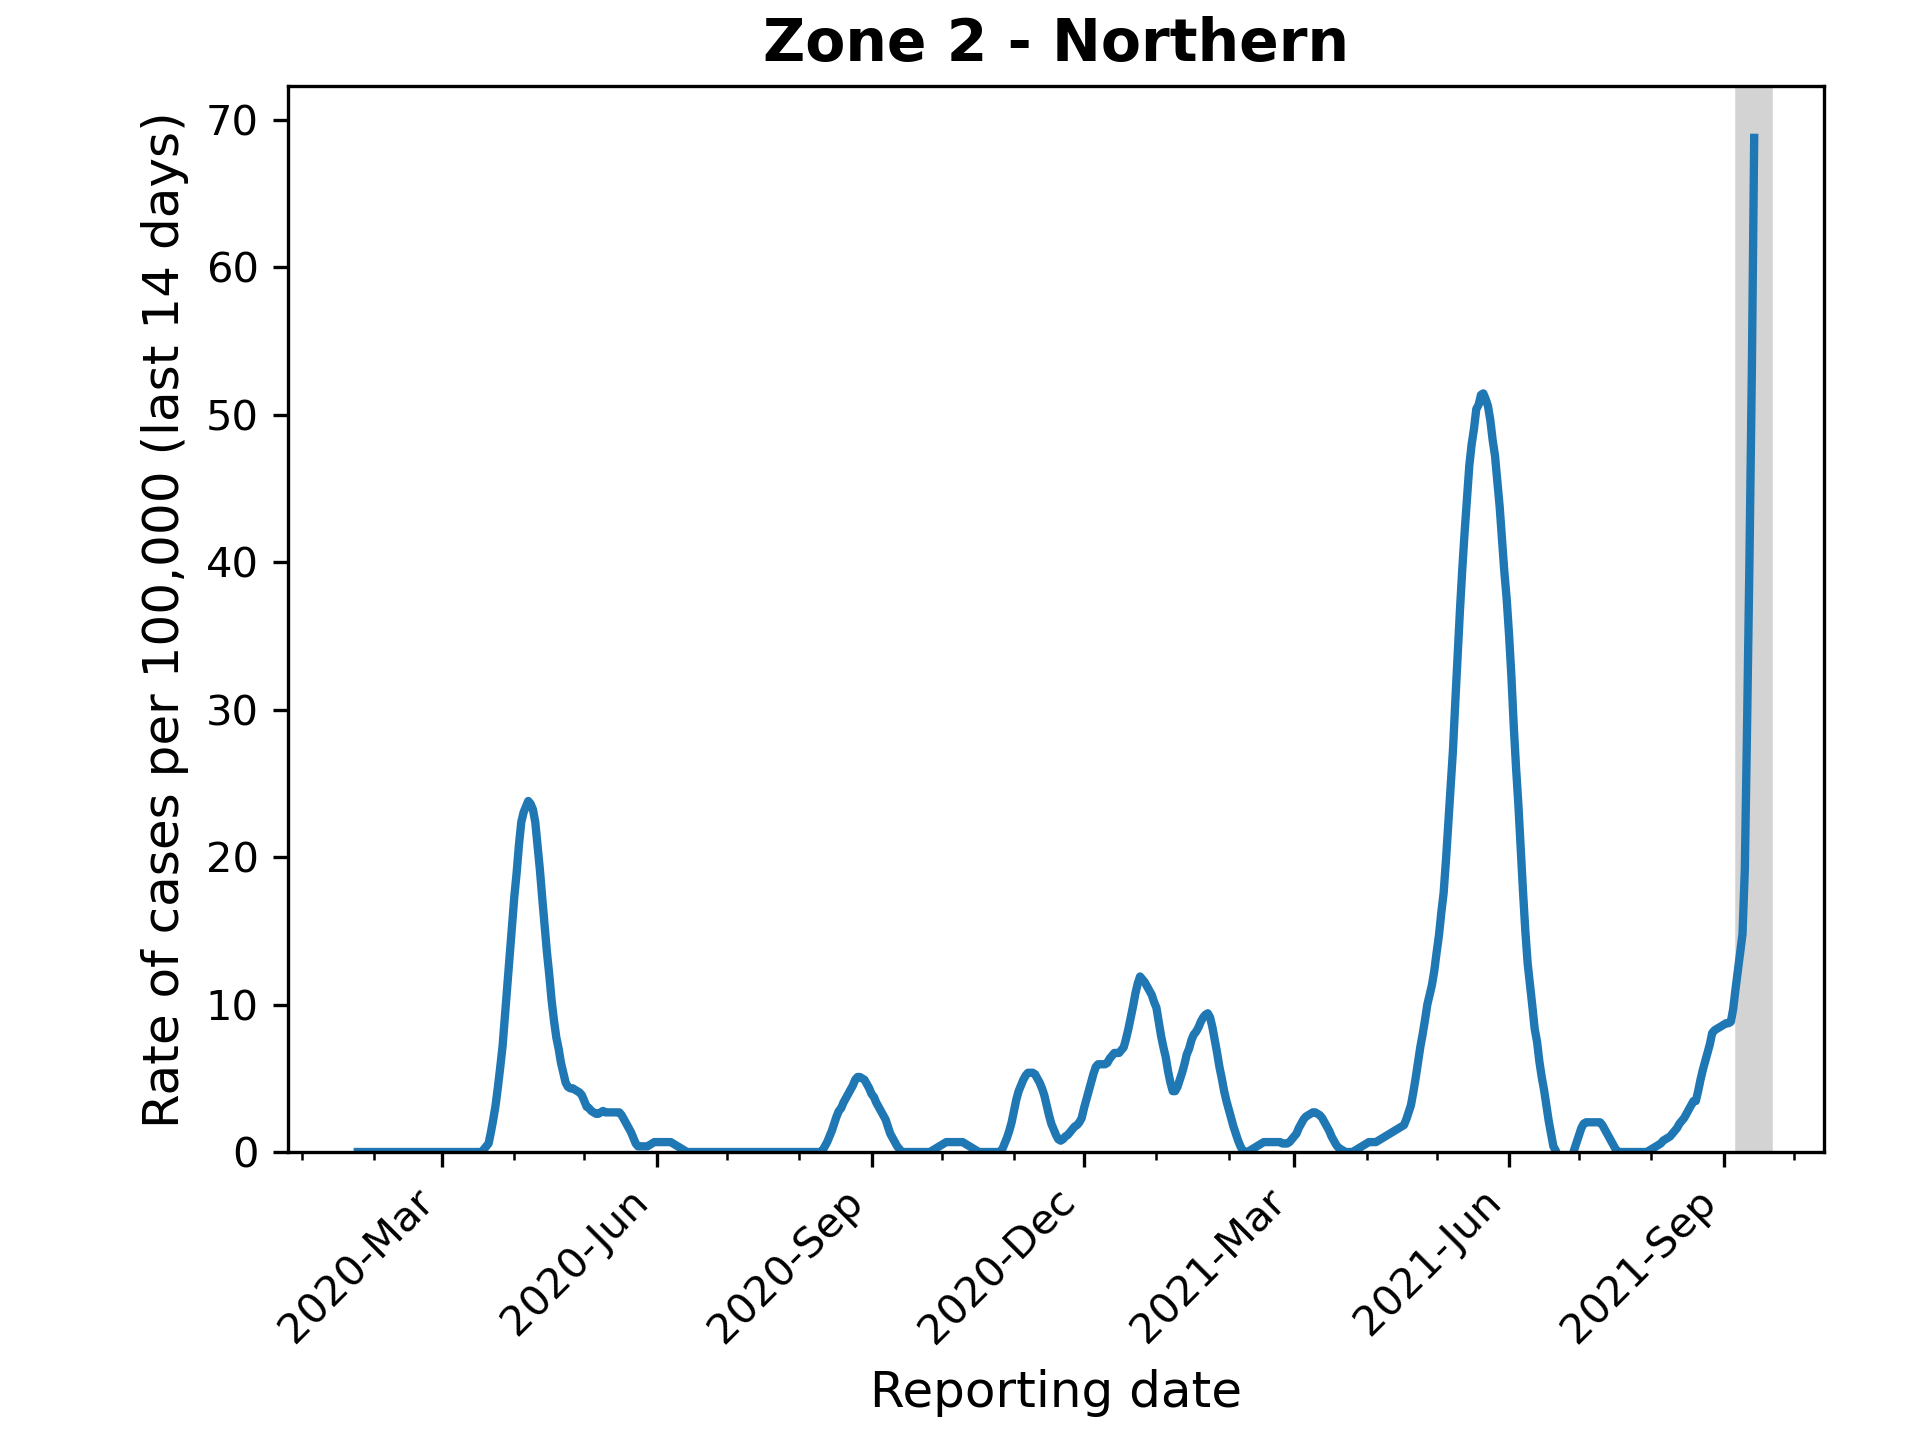 Zone 2 - Northern
Rate of cases per 100,000 (last 14 days)
70
60
50
40
30
20
10
0
2020-Mar
2020-Jun
2020-Sep
2020-Dec
2021-Mar
2021-Jun
2021-Sep
Reporting date